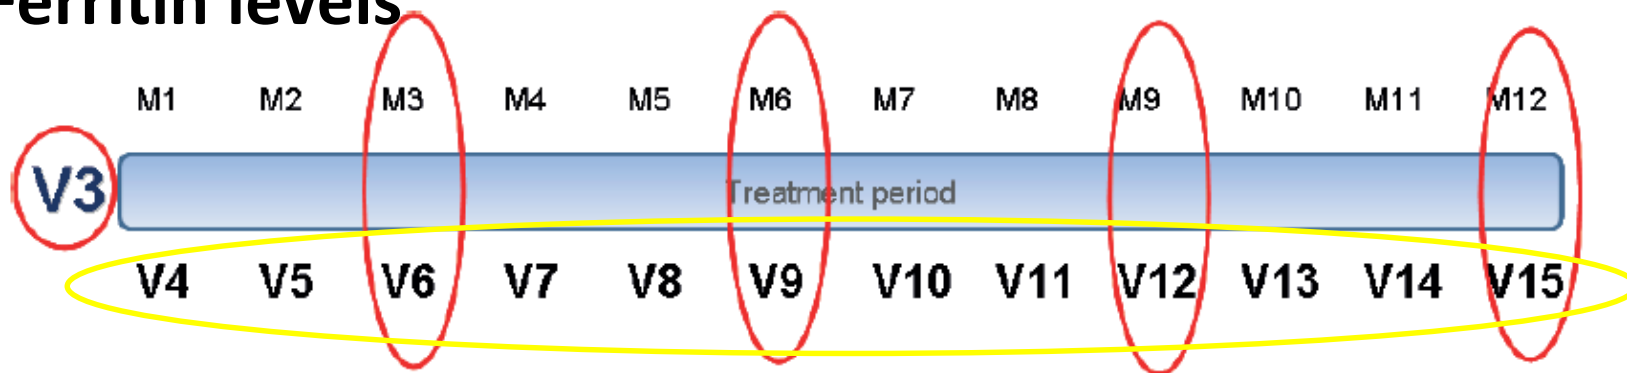 Ferritin levels
M1 M2 M3 M4 M5 M6 M7 M8 M9 M10 M11 M12
V3 Treatment period
V4 V5 V6 V7 V8 V9 V10 V11 V12 V13 V14 V15